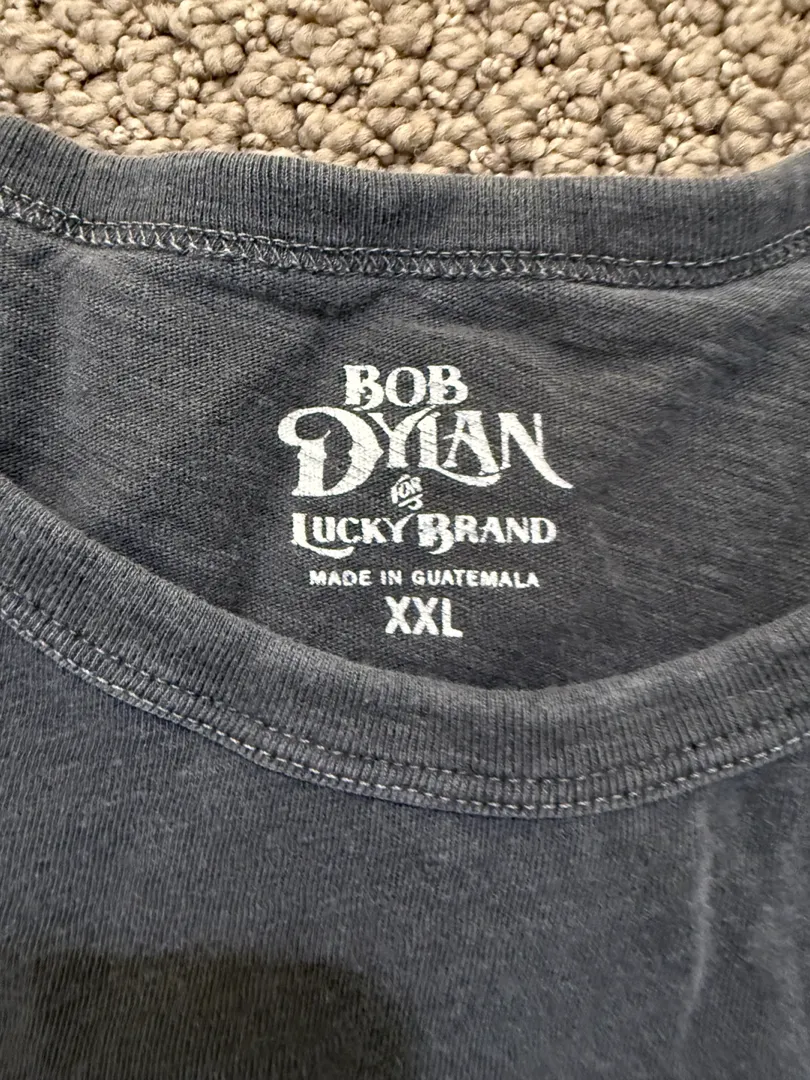 BOB
DYLAN
FOR
LUCKY BRAND
MADE IN GUATEMALA
XXL